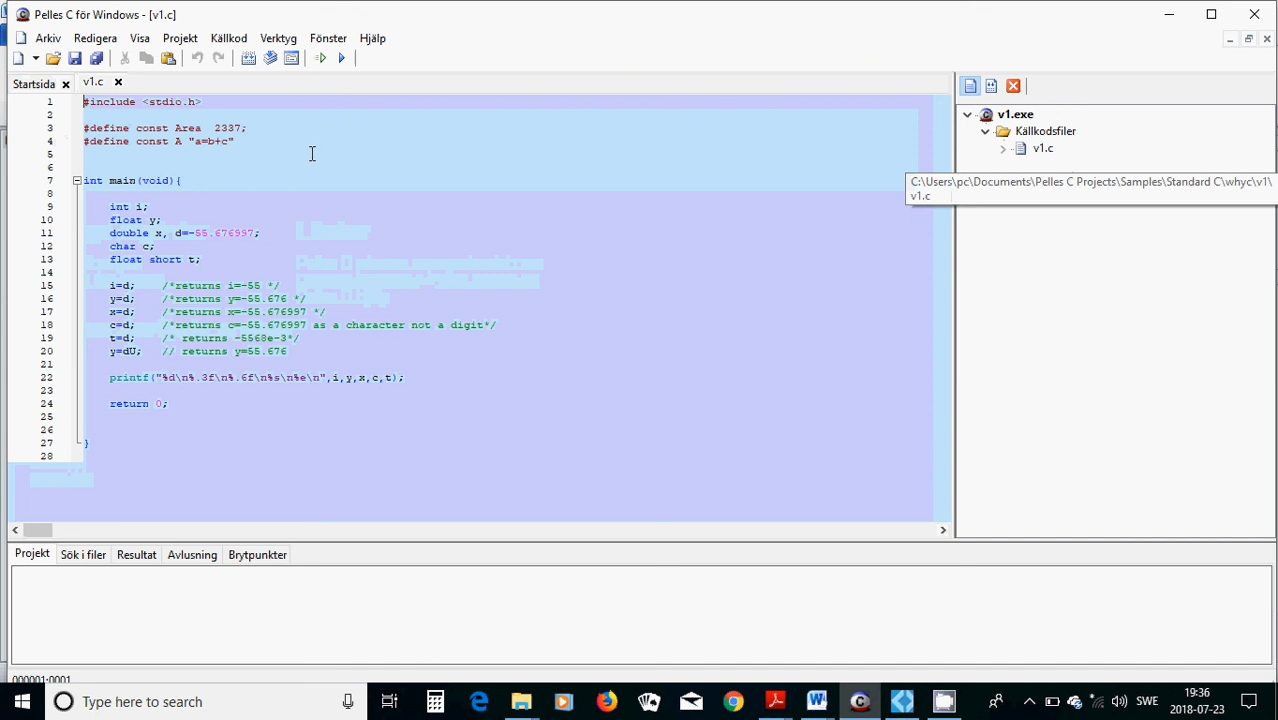 Pelles C för Windows - [v1.c]
Arkiv Redigera Visa Projekt Källkod Verktyg Fönster Hjälp
Startsida v1.c
1 #include <stdio.h>
2
3 #define const Area  2337;
4 #define const A "a=b+c"
5
6
7 int main(void){
8
9 int i;
10 float y;
11 double x, d=-55.676997;
12 char c;
13 float short t;
14
15 i=d;   /*returns i=-55 */
16 y=d;   /*returns y=-55.676 */
17 x=d;   /*returns x=-55.676997 */
18 c=d;   /*returns c=-55.676997 as a character not a digit*/
19 t=d;   /* returns -5568e-3*/
20 y=dU;   // returns y=55.676
21
22 printf("%d\n%.3f\n%.6f\n%s\n%e\n",i,y,x,c,t);
23
24 return 0;
25
26
27 }
28
v1.exe
Källkodsfiler
v1.c
C:\Users\pc\Documents\Pelles C Projects\Samples\Standard C\whyc\v1\
v1.c
Projekt Sök i filer Resultat Avlusning Brytpunkter
000001:0001
Type here to search
SWE
19:36
2018-07-23